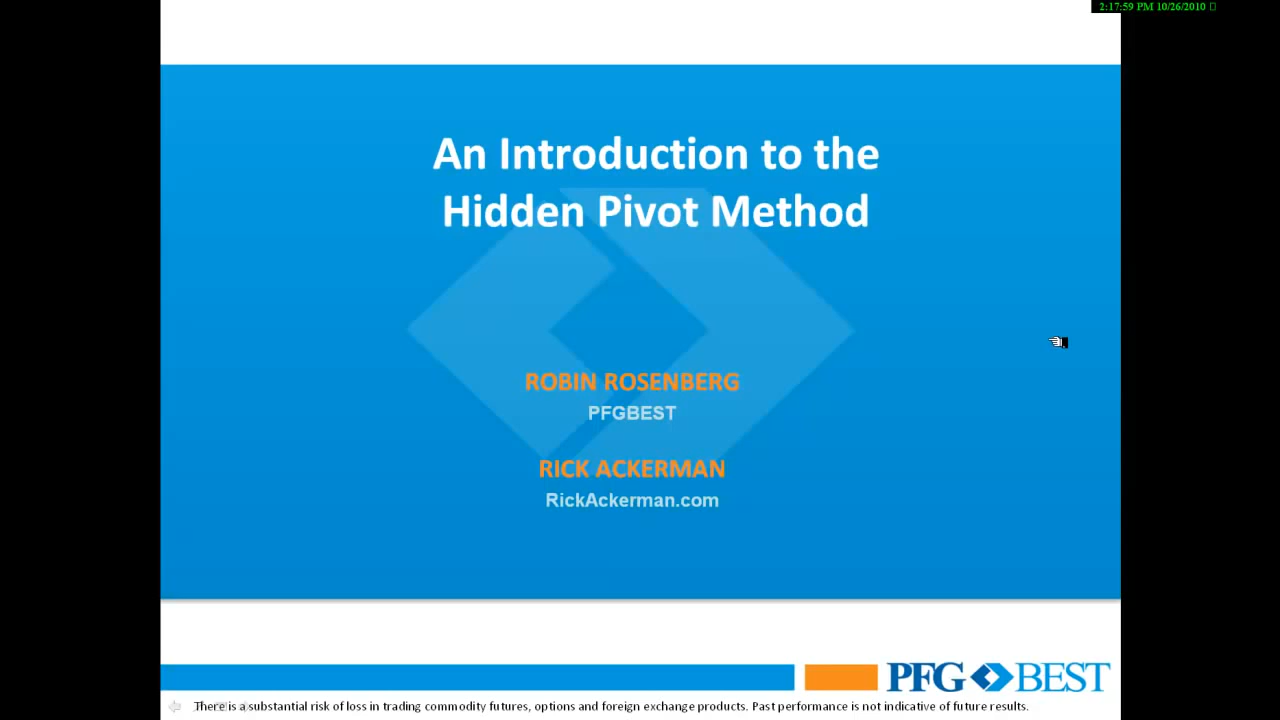 2:17:59 PM 10/26/2010
An Introduction to the
Hidden Pivot Method
ROBIN ROSENBERG
PFGBEST
RICK ACKERMAN
RickAckerman.com
PFG BEST
There is a substantial risk of loss in trading commodity futures, options and foreign exchange products. Past performance is not indicative of future results.